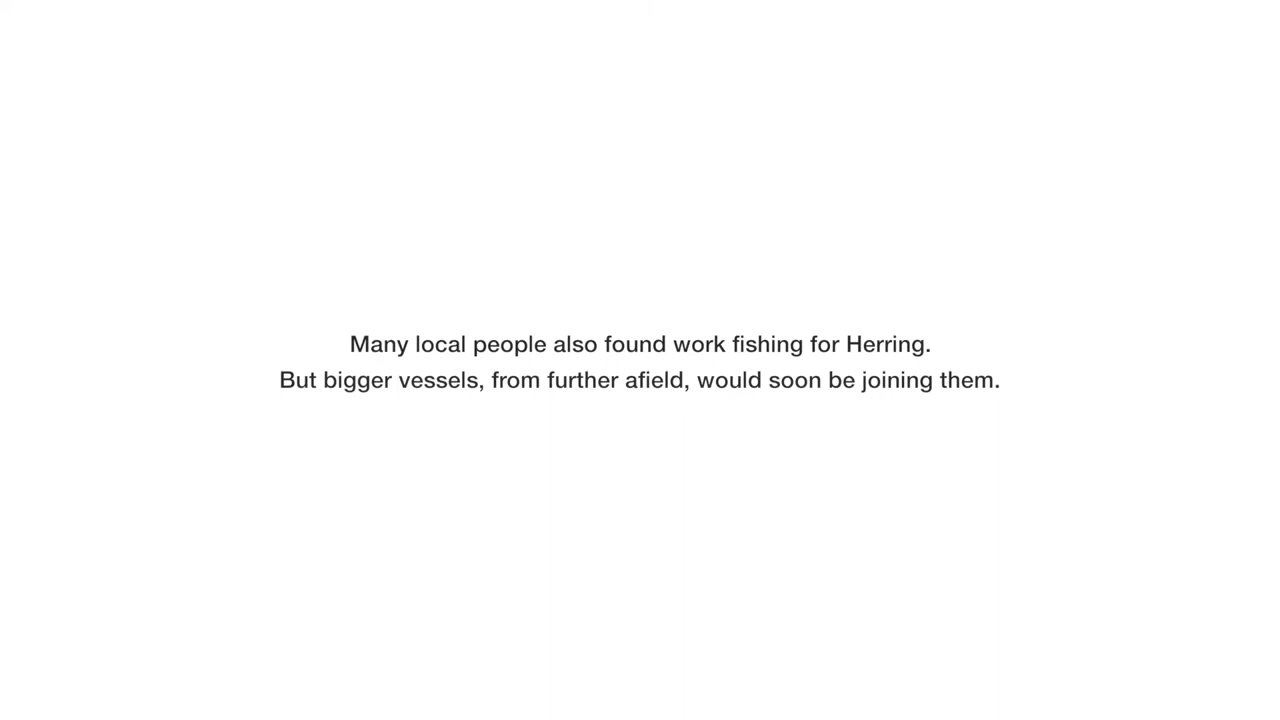 Many local people also found work fishing for Herring.
But bigger vessels, from further afield, would soon be joining them.